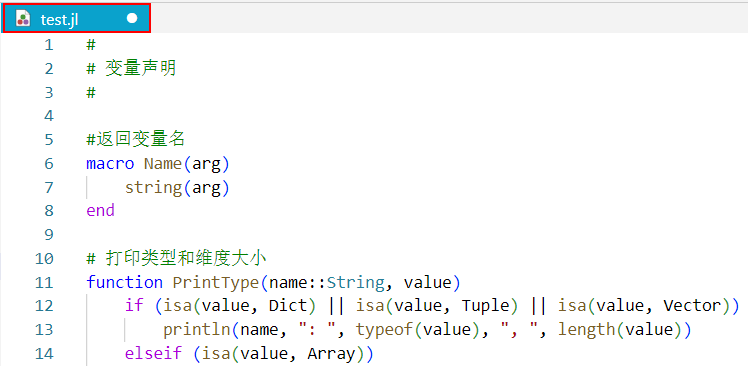 test.jl
1 #
2 # 变量声明
3 #
4
5 #返回变量名
6 macro Name(arg)
7     string(arg)
8 end
9
10 # 打印类型和维度大小
11 function PrintType(name::String, value)
12     if (isa(value, Dict) || isa(value, Tuple) || isa(value, Vector))
13         println(name, ": ", typeof(value), ", ", length(value))
14     elseif (isa(value, Array))